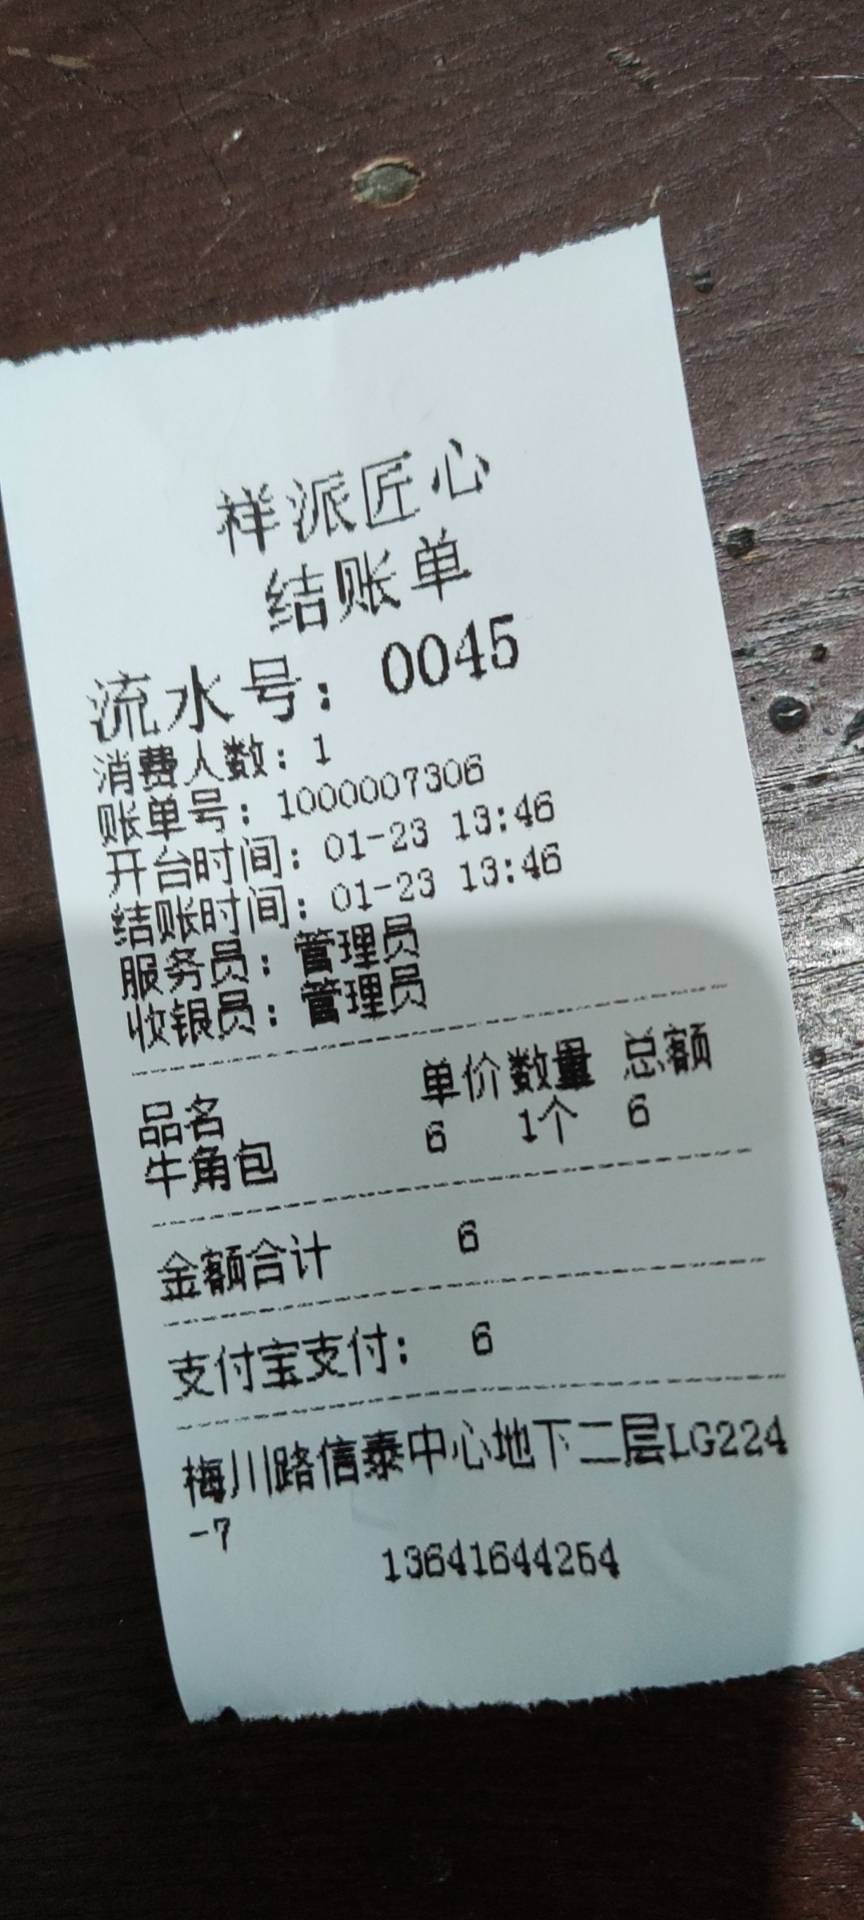 祥派匠心
结账单
流水号：0045
消费人数：1
账单号：1000007306
开台时间：01-23 13:46
结账时间：01-23 13:46
服务员：管理员
收银员：管理员
品名 单价 数量 总额
牛角包 6 1个 6
金额合计 6
支付宝支付： 6
梅川路信泰中心地下二层LG224
-7
13641644254